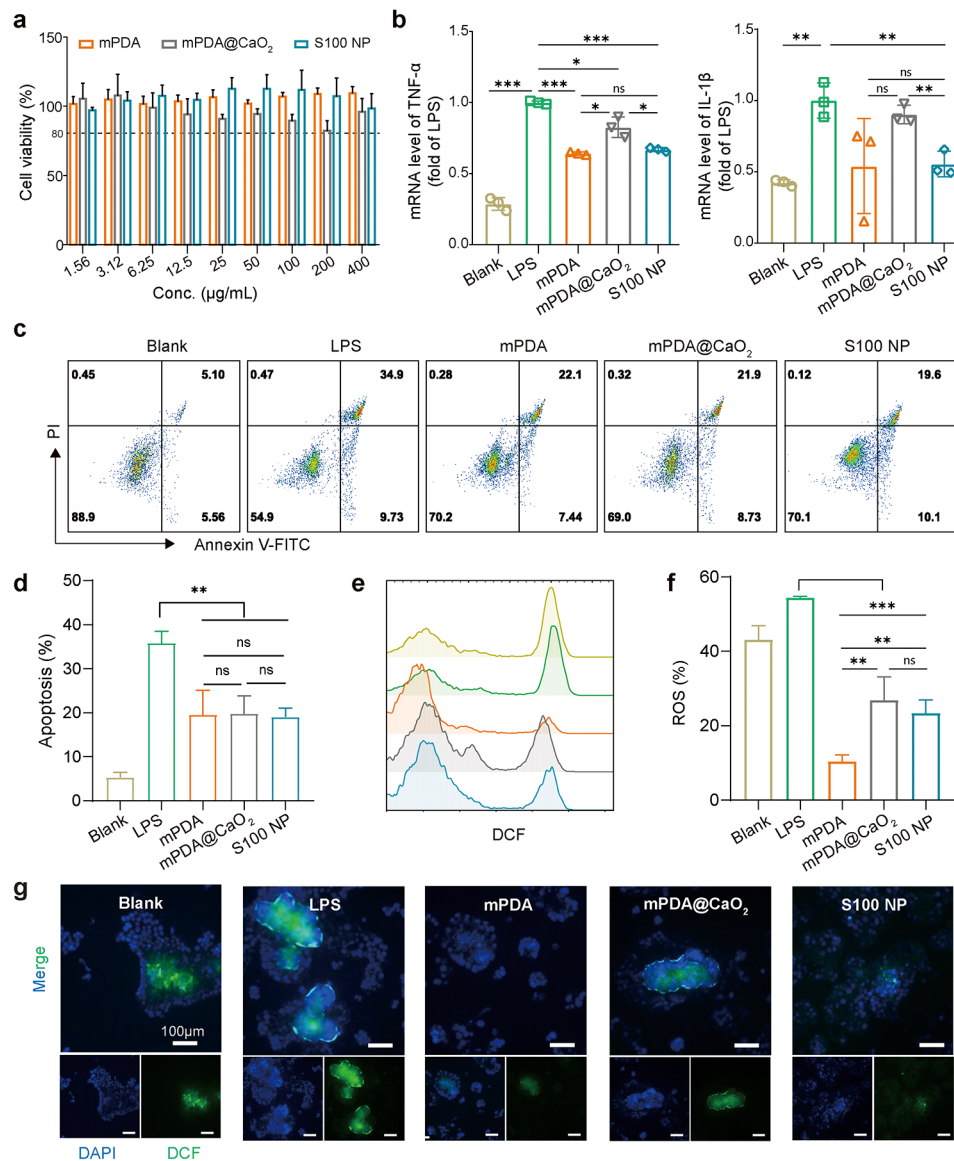 a
mPDA mPDA@CaO₂ S100 NP
Cell viability (%)
150
100
80
50
0
1.56 3.12 6.25 12.5 25 50 100 200 400
Conc. (µg/mL)
b
mRNA level of TNF-α
(fold of LPS)
1.5
1.0
0.5
0.0
***
*
ns
*** *** * *
Blank LPS mPDA mPDA@CaO₂ S100 NP
mRNA level of IL-1β
(fold of LPS)
1.5
1.0
0.5
0.0
** **
ns
ns **
Blank LPS mPDA mPDA@CaO₂ S100 NP
c
Blank LPS mPDA mPDA@CaO₂ S100 NP
0.45 5.10 0.47 34.9 0.28 22.1 0.32 21.9 0.12 19.6
PI
88.9 5.56 54.9 9.73 70.2 7.44 69.0 8.73 70.1 10.1
Annexin V-FITC
d
Apoptosis (%)
50
40
30
20
10
0
**
ns
ns ns
Blank LPS mPDA mPDA@CaO₂ S100 NP
e
DCF
f
ROS (%)
60
40
20
0
***
**
** ns
Blank LPS mPDA mPDA@CaO₂ S100 NP
g
Merge
Blank LPS mPDA mPDA@CaO₂ S100 NP
100µm
DAPI DCF